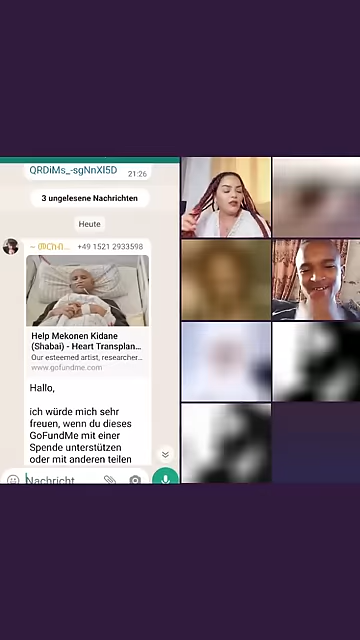 QRDiMs_-sgNnXI5D
21:26
3 ungelesene Nachrichten
Heute
+49 1521 2933598
Help Mekonen Kidane
(Shabai) - Heart Transplan...
Our esteemed artist, researcher...
www.gofundme.com
Hallo,
ich würde mich sehr
freuen, wenn du dieses
GoFundMe mit einer
Spende unterstützen
oder mit anderen teilen
Nachricht